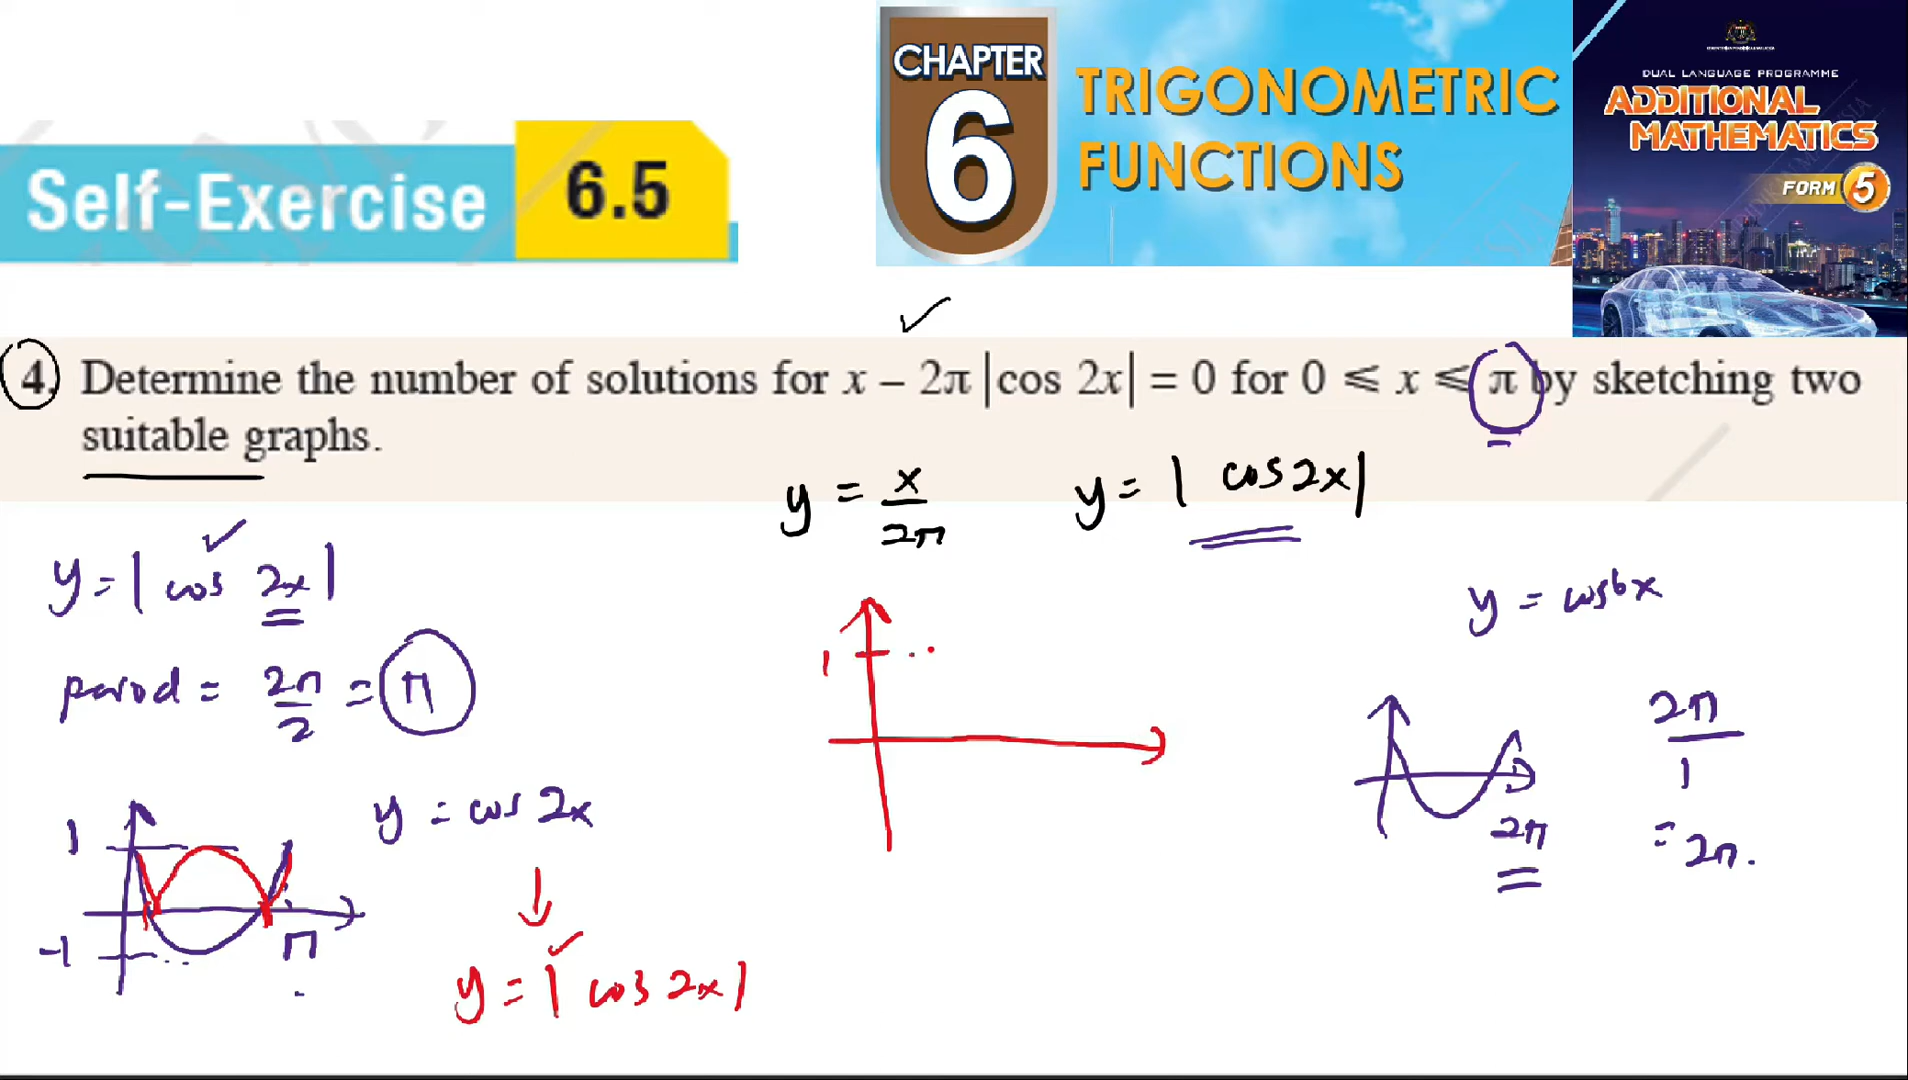 CHAPTER
6
TRIGONOMETRIC
FUNCTIONS
DUAL LANGUAGE PROGRAMME
ADDITIONAL
MATHEMATICS
FORM 5
Self-Exercise 6.5
4. Determine the number of solutions for x – 2π |cos 2x| = 0 for 0 ⩽ x ⩽ π by sketching two
suitable graphs.
y = x/2π
y = | cos 2x |
y = | cos 2x |
period = 2π/2 = π
1
-1
π
y = cos 2x
y = | cos 2x |
1
y = cos bx
2π
2π/1
= 2π.